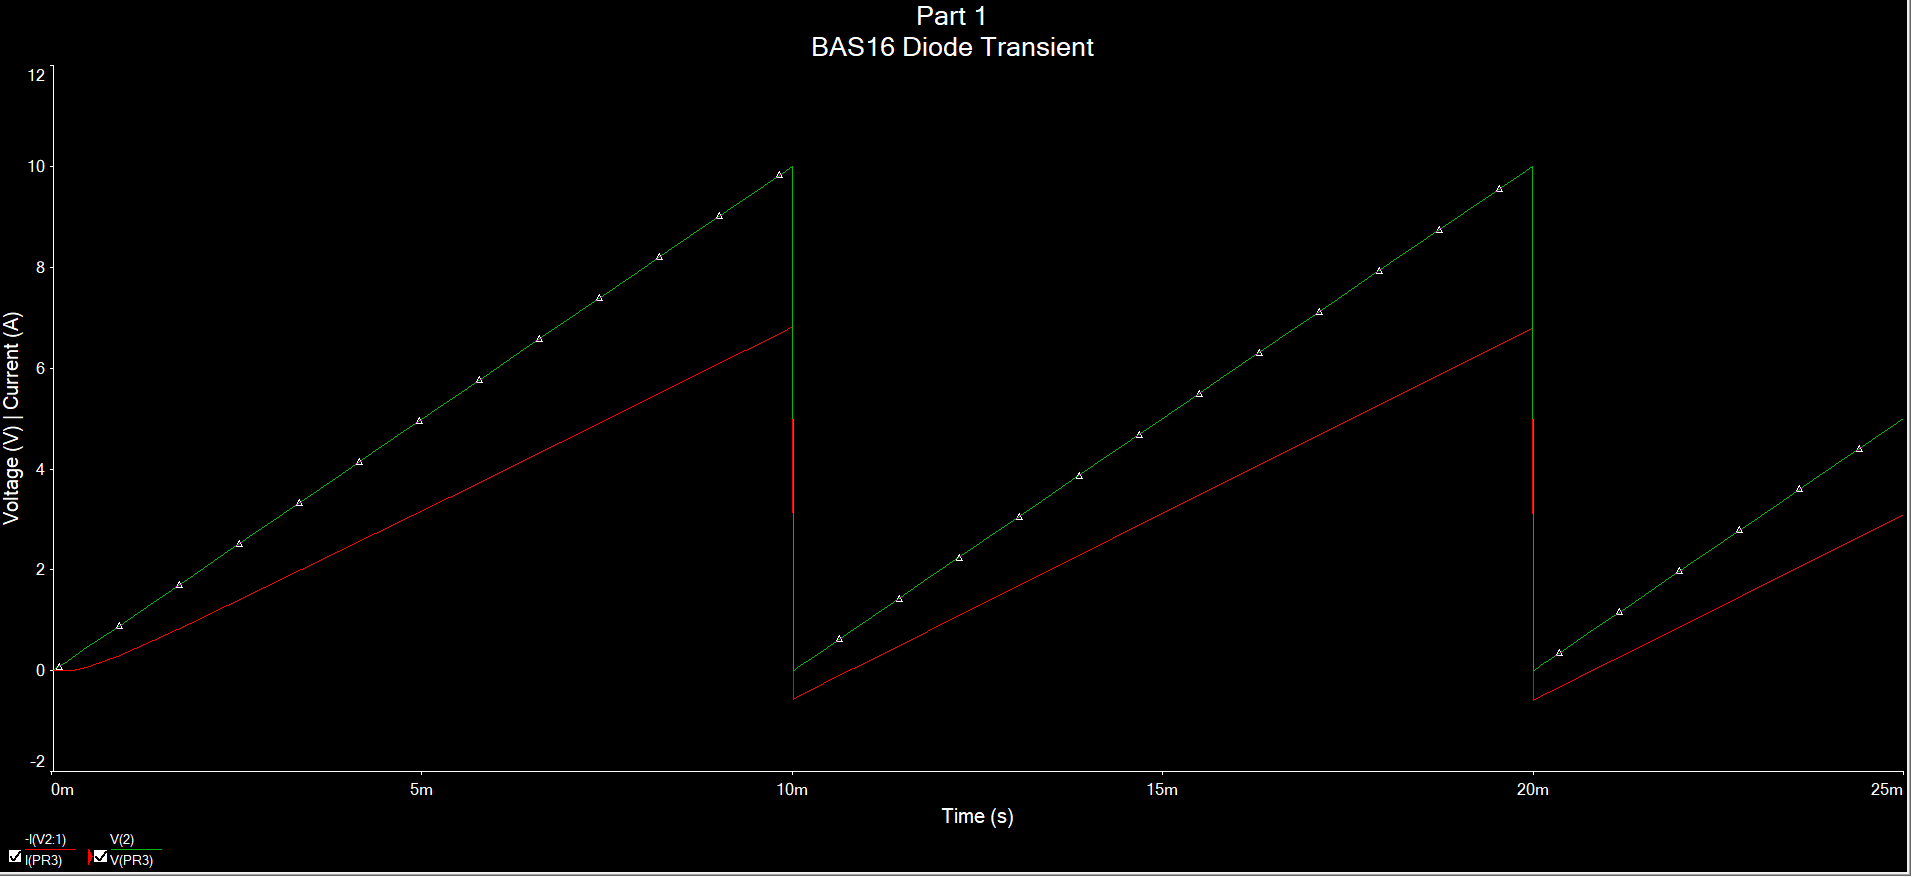 Part 1
BAS16 Diode Transient
12
10
8
6
4
2
0
-2
Voltage (V) | Current (A)
0m 5m 10m 15m 20m 25m
Time (s)
-I(V2:1) V(2)
I(PR3) V(PR3)